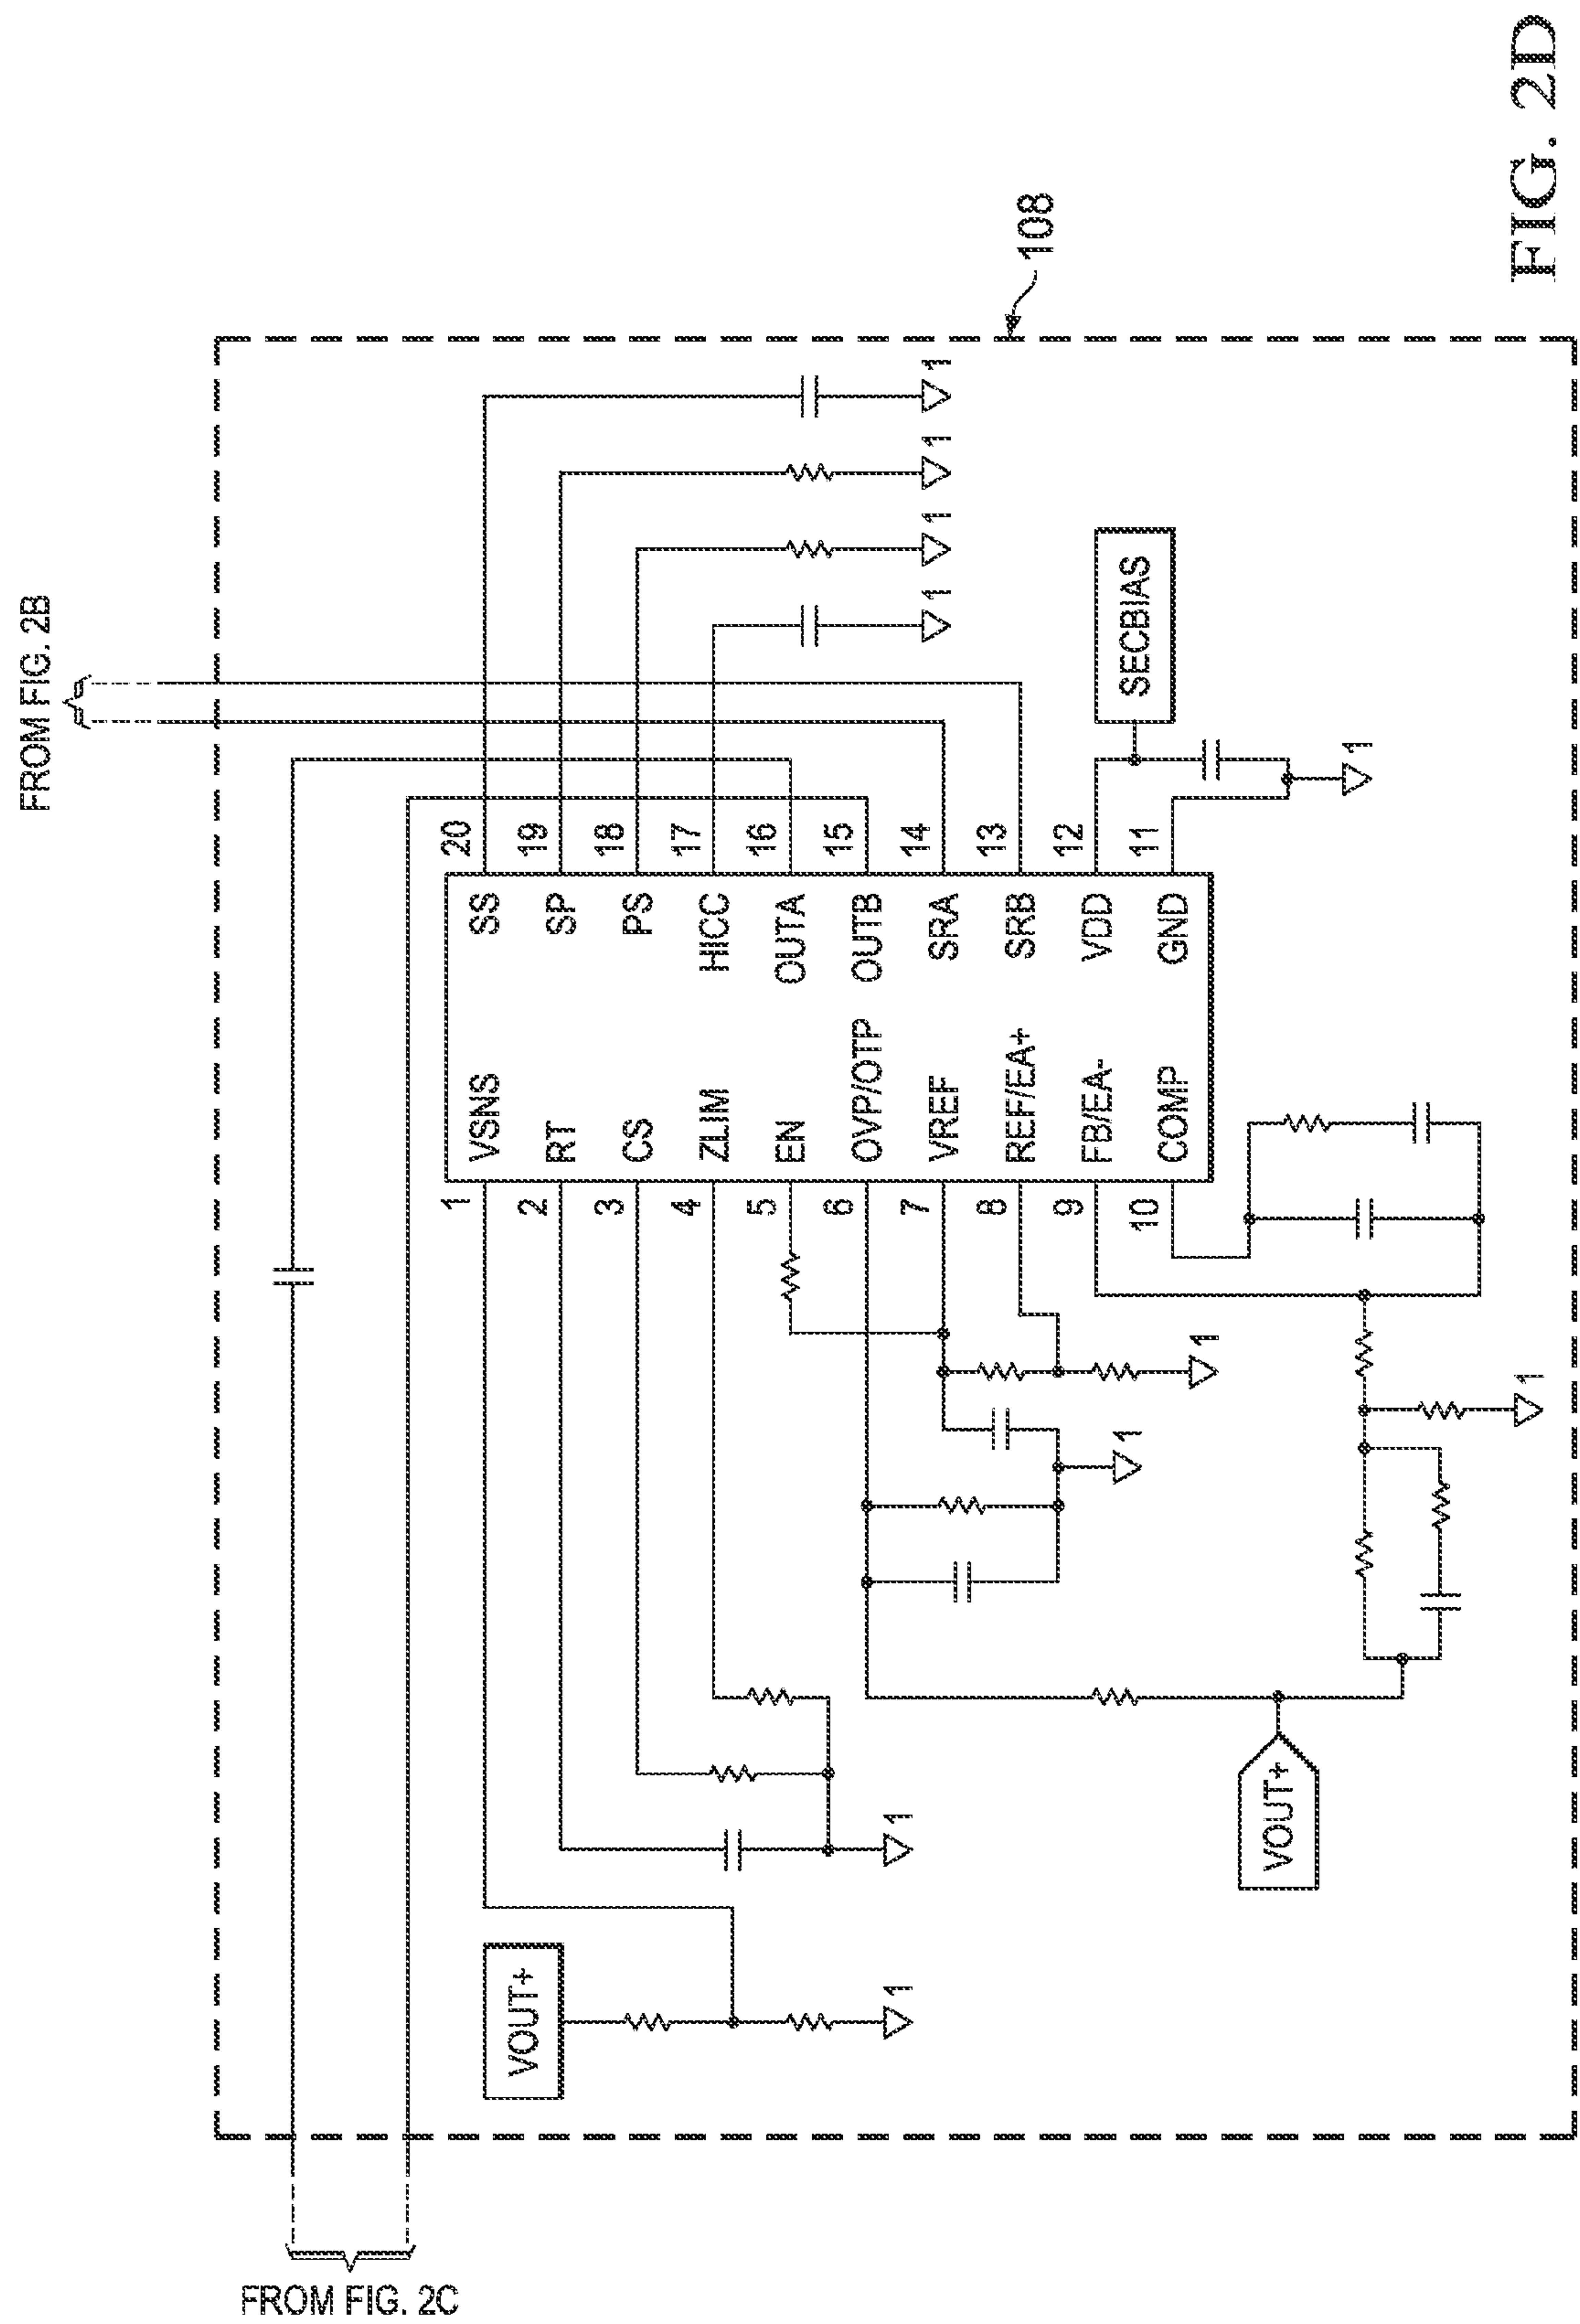 FIG. 2D
108
FROM FIG. 2B
FROM FIG. 2C
1 VSNS
2 RT
3 CS
4 ZLIM
5 EN
6 OVP/OTP
7 VREF
8 REF/EA+
9 FB/EA-
10 COMP
SS 20
SP 19
PS 18
HICC 17
OUTA 16
OUTB 15
SRA 14
SRB 13
VDD 12
GND 11
1
1
1
1
SECBIAS
1
1
1
1
1
VOUT+
1
VOUT+